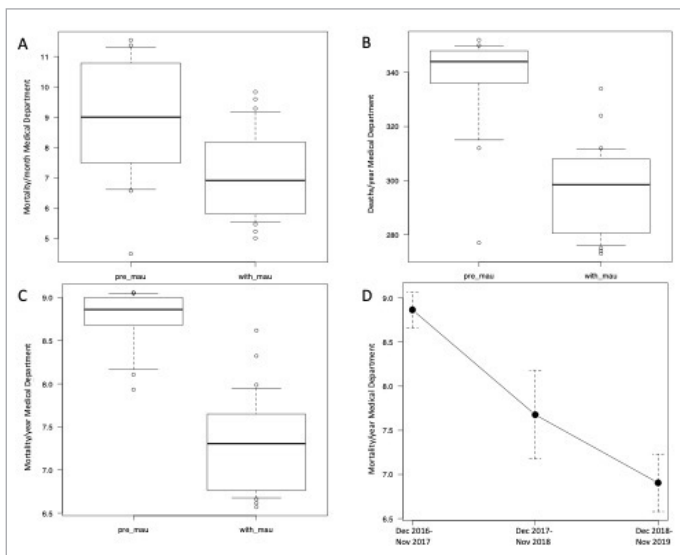 A
Mortality/month Medical Department
11
10
9
8
7
6
5
pre_mau
with_mau
B
Deaths/year Medical Department
340
320
300
280
pre_mau
with_mau
C
Mortality/year Medical Department
9.0
8.5
8.0
7.5
7.0
6.5
pre_mau
with_mau
D
Mortality/year Medical Department
9.0
8.5
8.0
7.5
7.0
6.5
Dec 2016-
Nov 2017
Dec 2017-
Nov 2018
Dec 2018-
Nov 2019